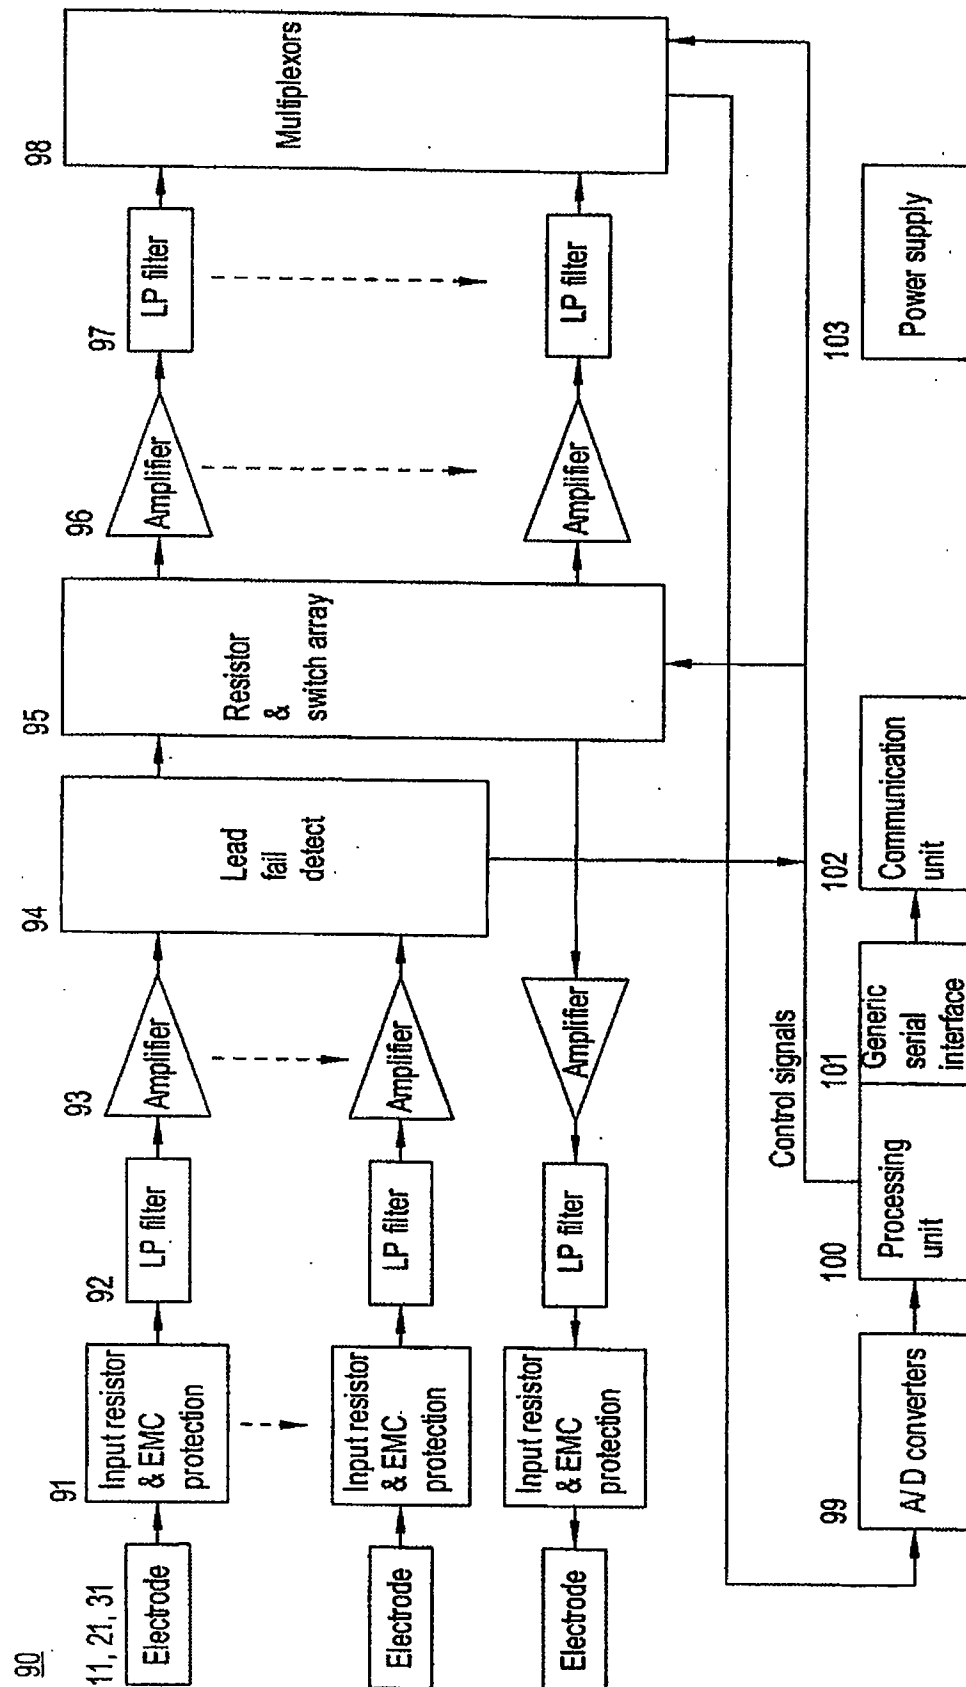 90
11, 21, 31
Electrode
91
Input resistor
& EMC
protection
92
LP filter
93
Amplifier
94
Lead
fail
detect
95
Resistor
&
switch array
96
Amplifier
97
LP filter
98
Multiplexors
Electrode
Input resistor
& EMC
protection
LP filter
Amplifier
Amplifier
LP filter
Electrode
Input resistor
& EMC
protection
LP filter
Amplifier
Control signals
99
A/D converters
100
Processing
unit
101
Generic
serial
interface
102
Communication
unit
103
Power supply